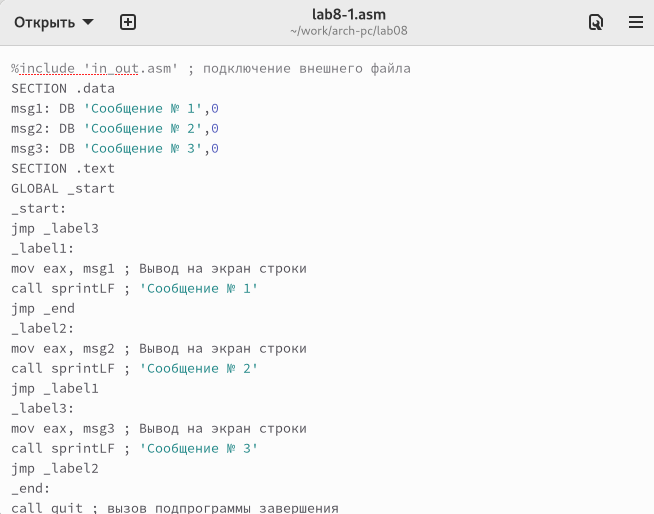 Открыть
lab8-1.asm
~/work/arch-pc/lab08
%include 'in_out.asm' ; подключение внешнего файла
SECTION .data
msg1: DB 'Сообщение № 1',0
msg2: DB 'Сообщение № 2',0
msg3: DB 'Сообщение № 3',0
SECTION .text
GLOBAL _start
_start:
jmp _label3
_label1:
mov eax, msg1 ; Вывод на экран строки
call sprintLF ; 'Сообщение № 1'
jmp _end
_label2:
mov eax, msg2 ; Вывод на экран строки
call sprintLF ; 'Сообщение № 2'
jmp _label1
_label3:
mov eax, msg3 ; Вывод на экран строки
call sprintLF ; 'Сообщение № 3'
jmp _label2
_end:
call quit ; вызов подпрограммы завершения